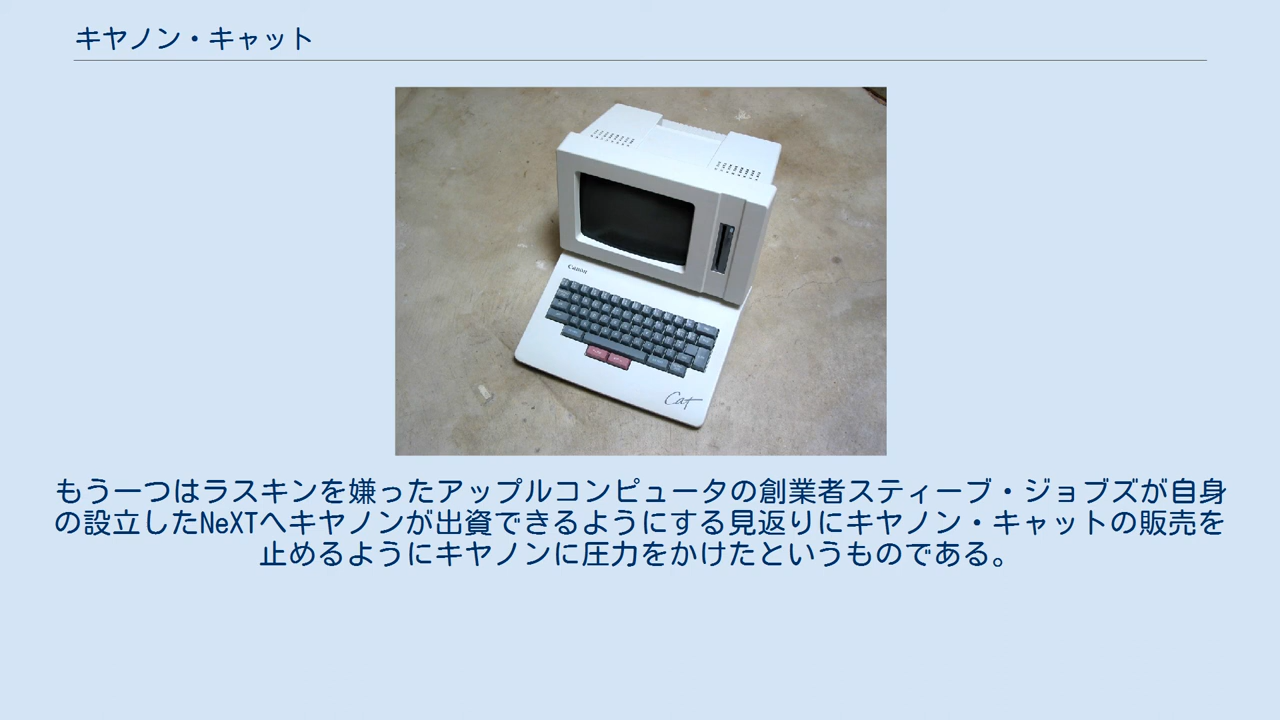 キヤノン・キャット
Canon
Cat
もう一つはラスキンを嫌ったアップルコンピュータの創業者スティーブ・ジョブズが自身
の設立したNeXTへキヤノンが出資できるようにする見返りにキヤノン・キャットの販売を
止めるようにキヤノンに圧力をかけたというものである。